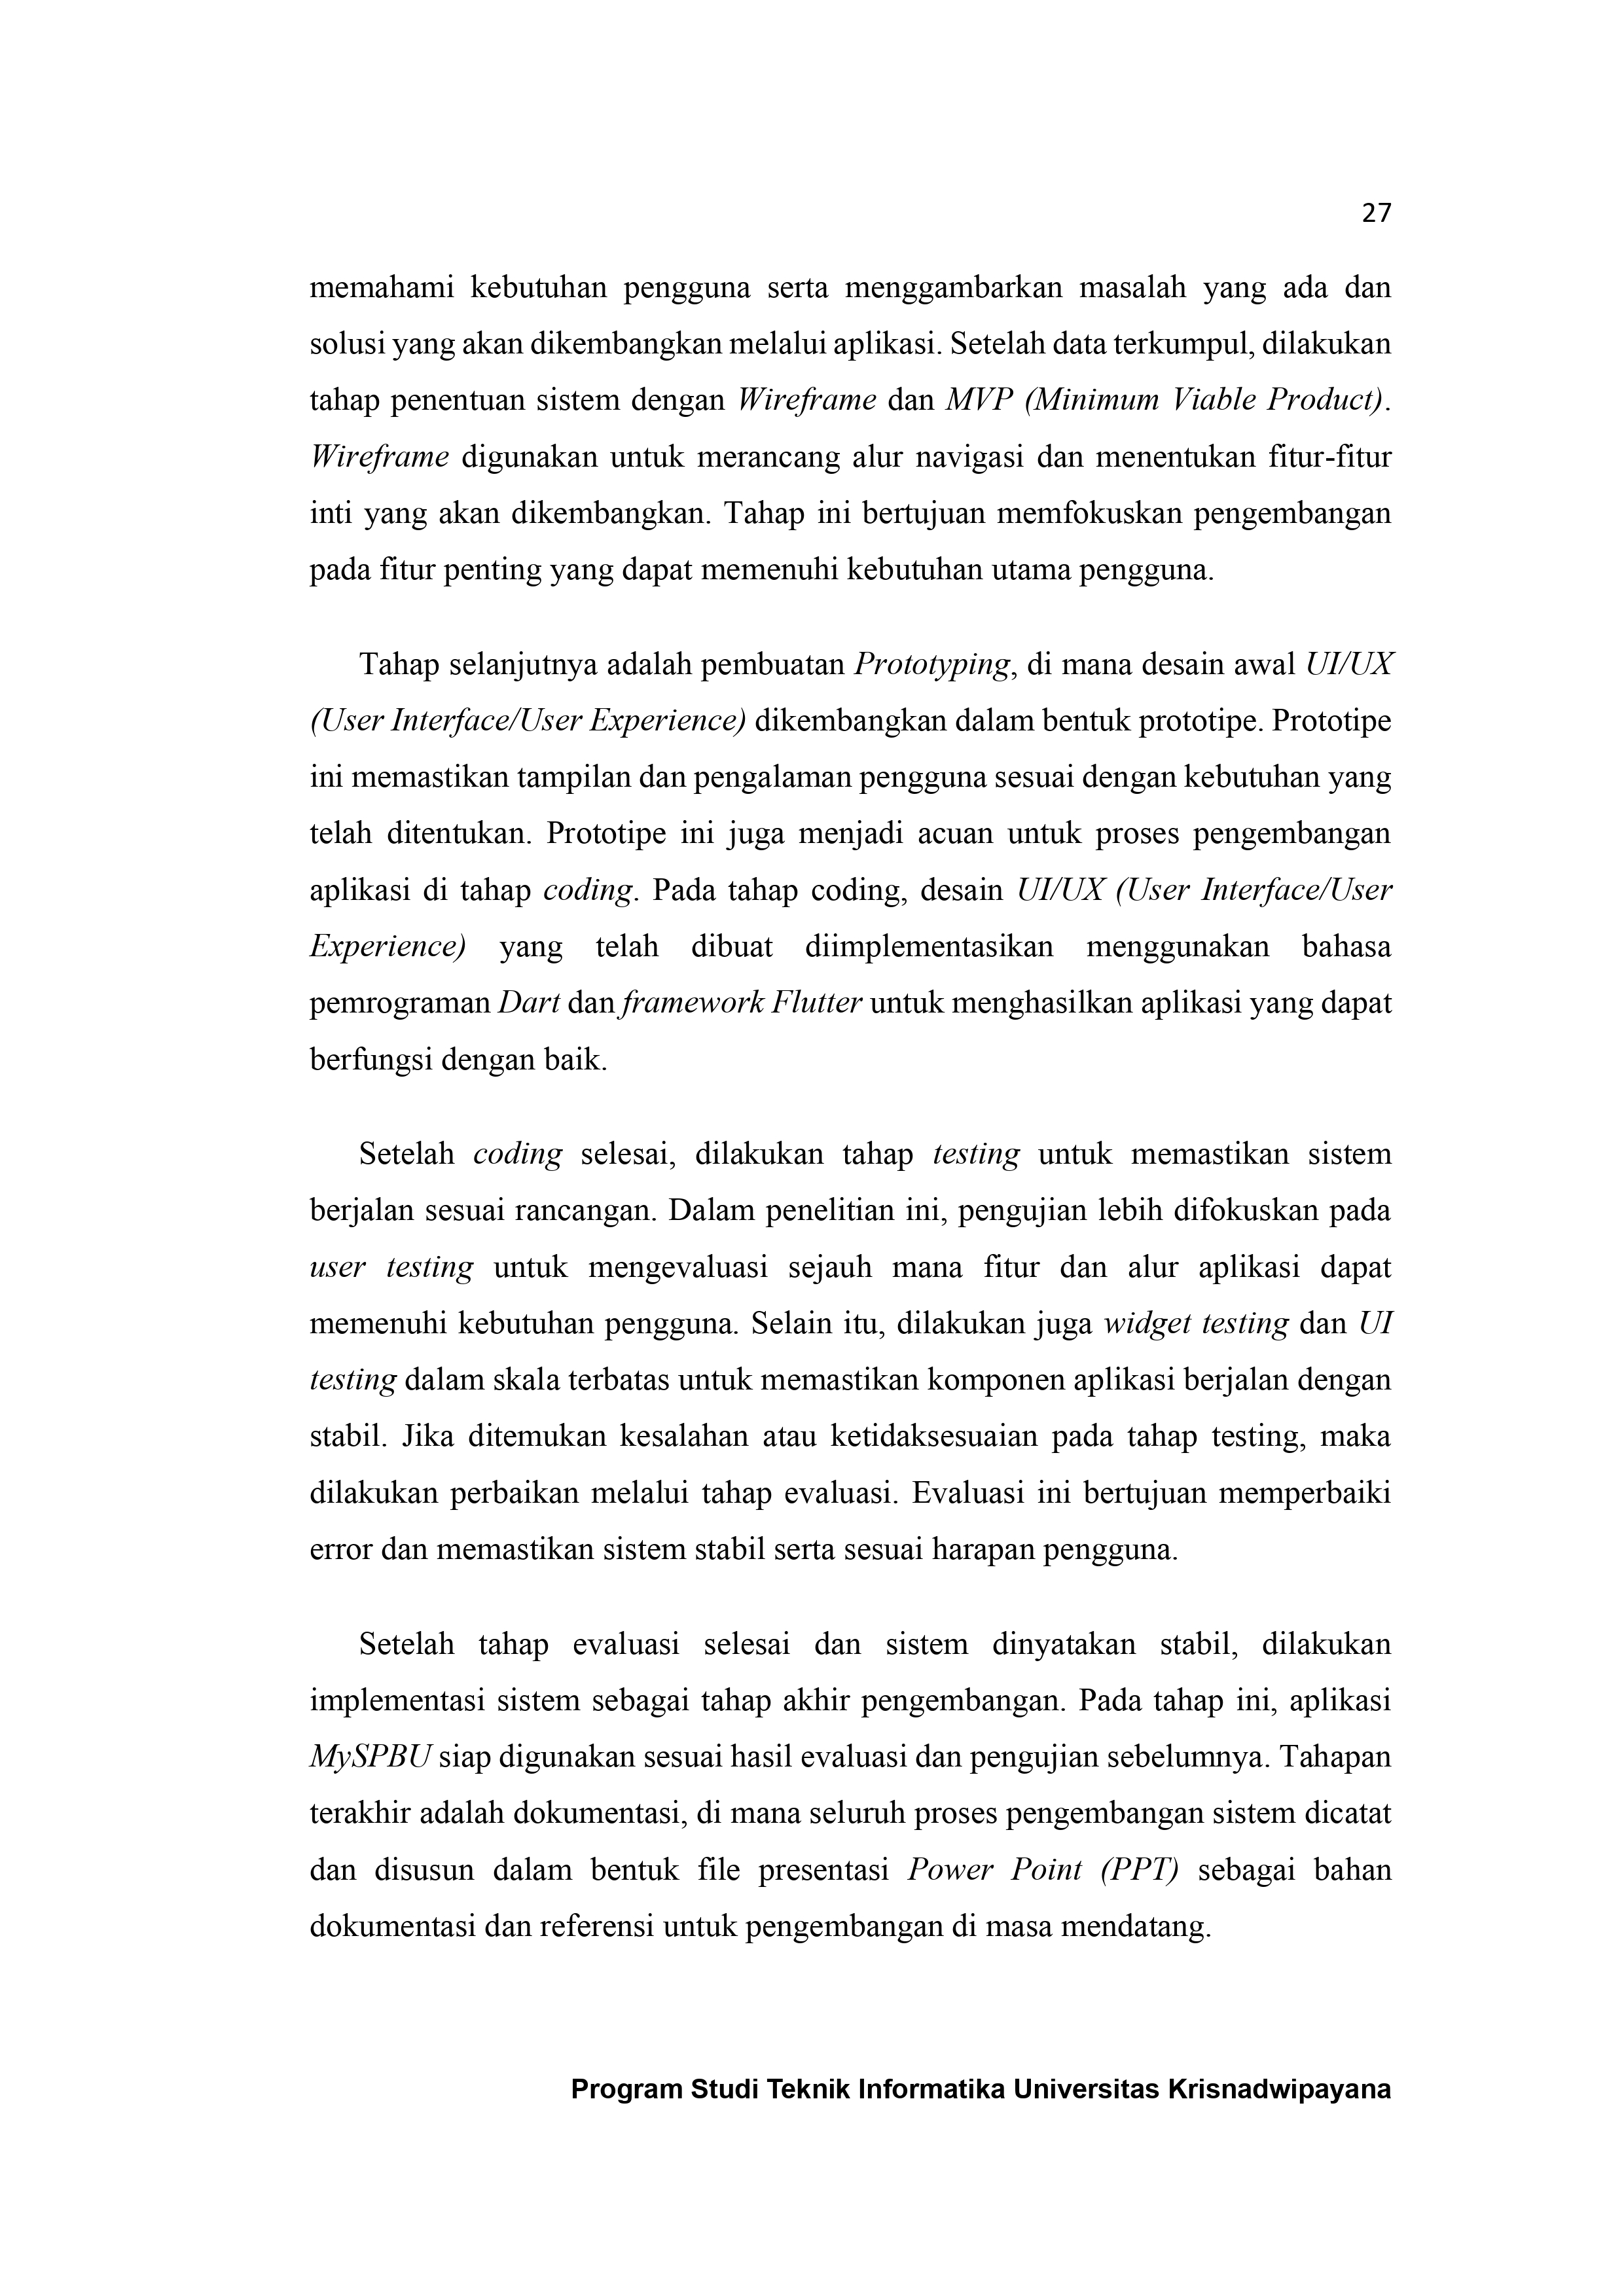 27
memahami kebutuhan pengguna serta menggambarkan masalah yang ada dan
solusi yang akan dikembangkan melalui aplikasi. Setelah data terkumpul, dilakukan
tahap penentuan sistem dengan Wireframe dan MVP (Minimum Viable Product).
Wireframe digunakan untuk merancang alur navigasi dan menentukan fitur-fitur
inti yang akan dikembangkan. Tahap ini bertujuan memfokuskan pengembangan
pada fitur penting yang dapat memenuhi kebutuhan utama pengguna.
Tahap selanjutnya adalah pembuatan Prototyping, di mana desain awal UI/UX
(User Interface/User Experience) dikembangkan dalam bentuk prototipe. Prototipe
ini memastikan tampilan dan pengalaman pengguna sesuai dengan kebutuhan yang
telah ditentukan. Prototipe ini juga menjadi acuan untuk proses pengembangan
aplikasi di tahap coding. Pada tahap coding, desain UI/UX (User Interface/User
Experience) yang telah dibuat diimplementasikan menggunakan bahasa
pemrograman Dart dan framework Flutter untuk menghasilkan aplikasi yang dapat
berfungsi dengan baik.
Setelah coding selesai, dilakukan tahap testing untuk memastikan sistem
berjalan sesuai rancangan. Dalam penelitian ini, pengujian lebih difokuskan pada
user testing untuk mengevaluasi sejauh mana fitur dan alur aplikasi dapat
memenuhi kebutuhan pengguna. Selain itu, dilakukan juga widget testing dan UI
testing dalam skala terbatas untuk memastikan komponen aplikasi berjalan dengan
stabil. Jika ditemukan kesalahan atau ketidaksesuaian pada tahap testing, maka
dilakukan perbaikan melalui tahap evaluasi. Evaluasi ini bertujuan memperbaiki
error dan memastikan sistem stabil serta sesuai harapan pengguna.
Setelah tahap evaluasi selesai dan sistem dinyatakan stabil, dilakukan
implementasi sistem sebagai tahap akhir pengembangan. Pada tahap ini, aplikasi
MySPBU siap digunakan sesuai hasil evaluasi dan pengujian sebelumnya. Tahapan
terakhir adalah dokumentasi, di mana seluruh proses pengembangan sistem dicatat
dan disusun dalam bentuk file presentasi Power Point (PPT) sebagai bahan
dokumentasi dan referensi untuk pengembangan di masa mendatang.
Program Studi Teknik Informatika Universitas Krisnadwipayana